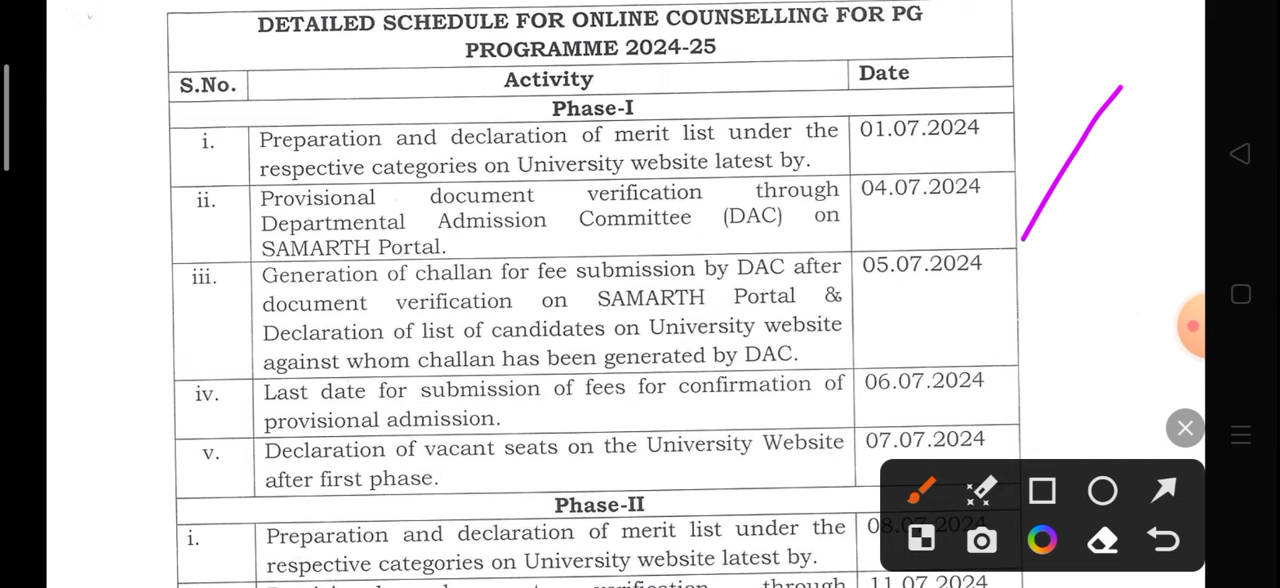 DETAILED SCHEDULE FOR ONLINE COUNSELLING FOR PG
PROGRAMME 2024-25
S.No. Activity Date
Phase-I
i. Preparation and declaration of merit list under the 01.07.2024
respective categories on University website latest by.
ii. Provisional document verification through 04.07.2024
Departmental Admission Committee (DAC) on
SAMARTH Portal.
iii. Generation of challan for fee submission by DAC after 05.07.2024
document verification on SAMARTH Portal &
Declaration of list of candidates on University website
against whom challan has been generated by DAC.
iv. Last date for submission of fees for confirmation of 06.07.2024
provisional admission.
v. Declaration of vacant seats on the University Website 07.07.2024
after first phase.
Phase-II
i. Preparation and declaration of merit list under the 08.07.2024
respective categories on University website latest by.
verification through 11.07.2024